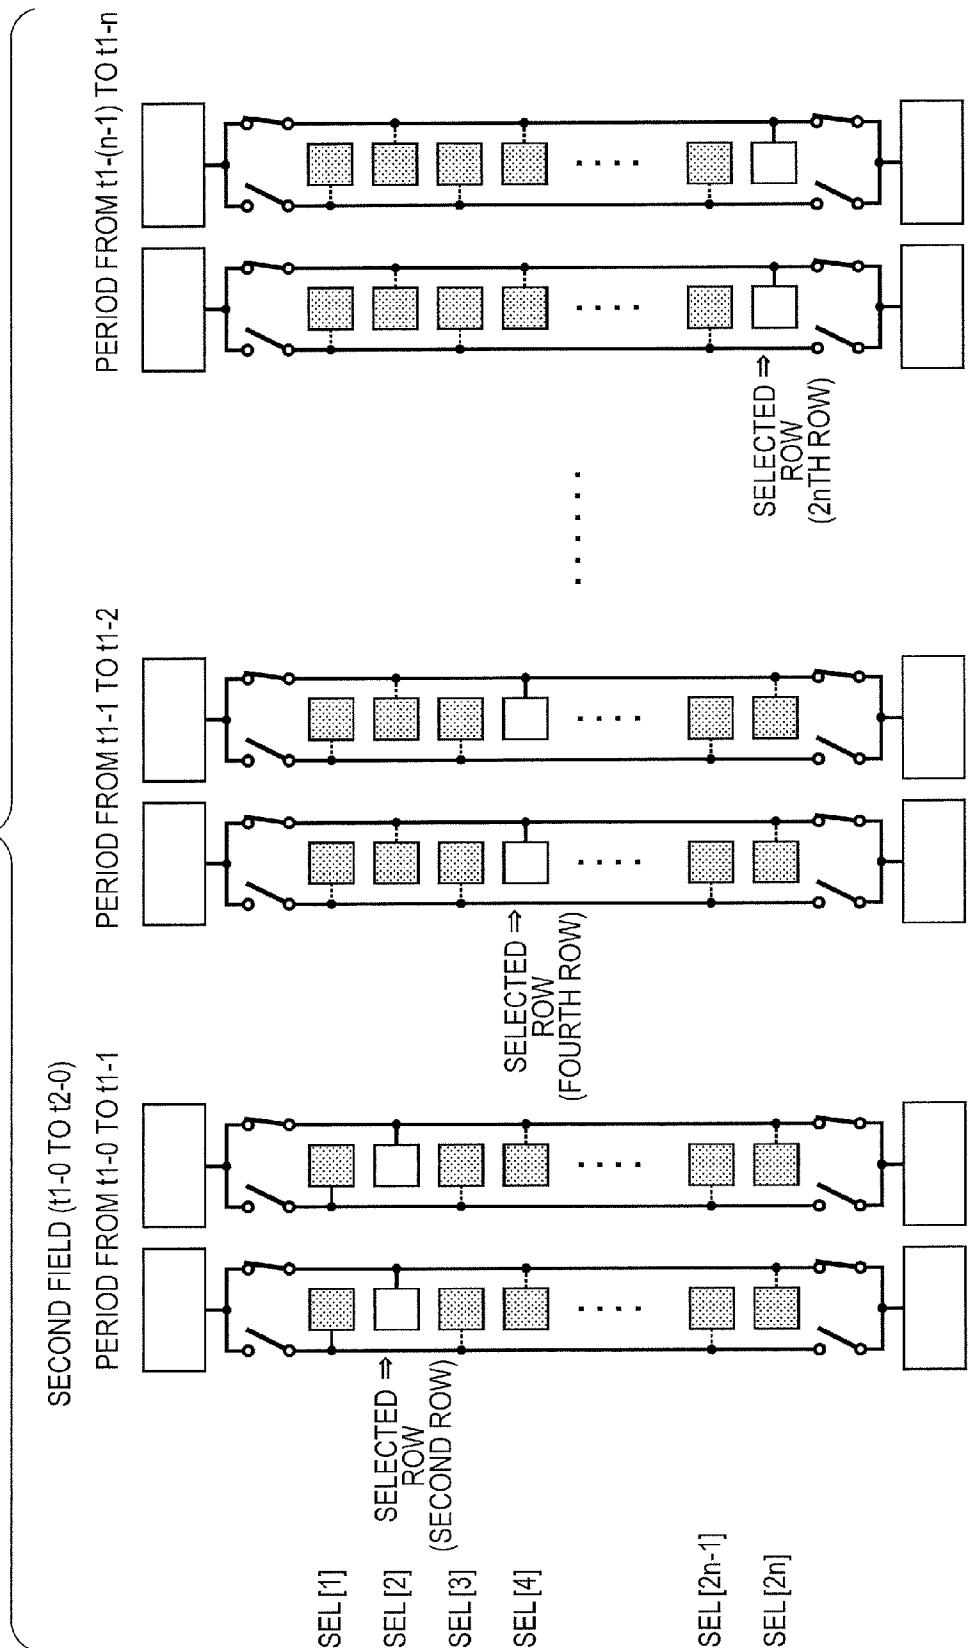 SECOND FIELD (t1-0 TO t2-0)
PERIOD FROM t1-0 TO t1-1
PERIOD FROM t1-1 TO t1-2
PERIOD FROM t1-(n-1) TO t1-n
SEL [1]
SEL [2]
SEL [3]
SEL [4]
SEL [2n-1]
SEL [2n]
SELECTED ⇒
ROW
(SECOND ROW)
SELECTED ⇒
ROW
(FOURTH ROW)
SELECTED ⇒
ROW
(2nTH ROW)